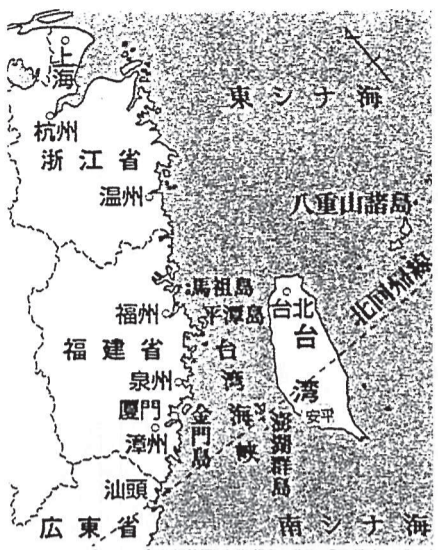 上海
東シナ海
杭州
浙江省
温州
八重山諸島
北回帰線
馬祖島
福州
平潭島
台北
台湾
福建省
台湾海峡
泉州
厦門
金門島
澎湖群島
安平
漳州
汕頭
広東省
南シナ海